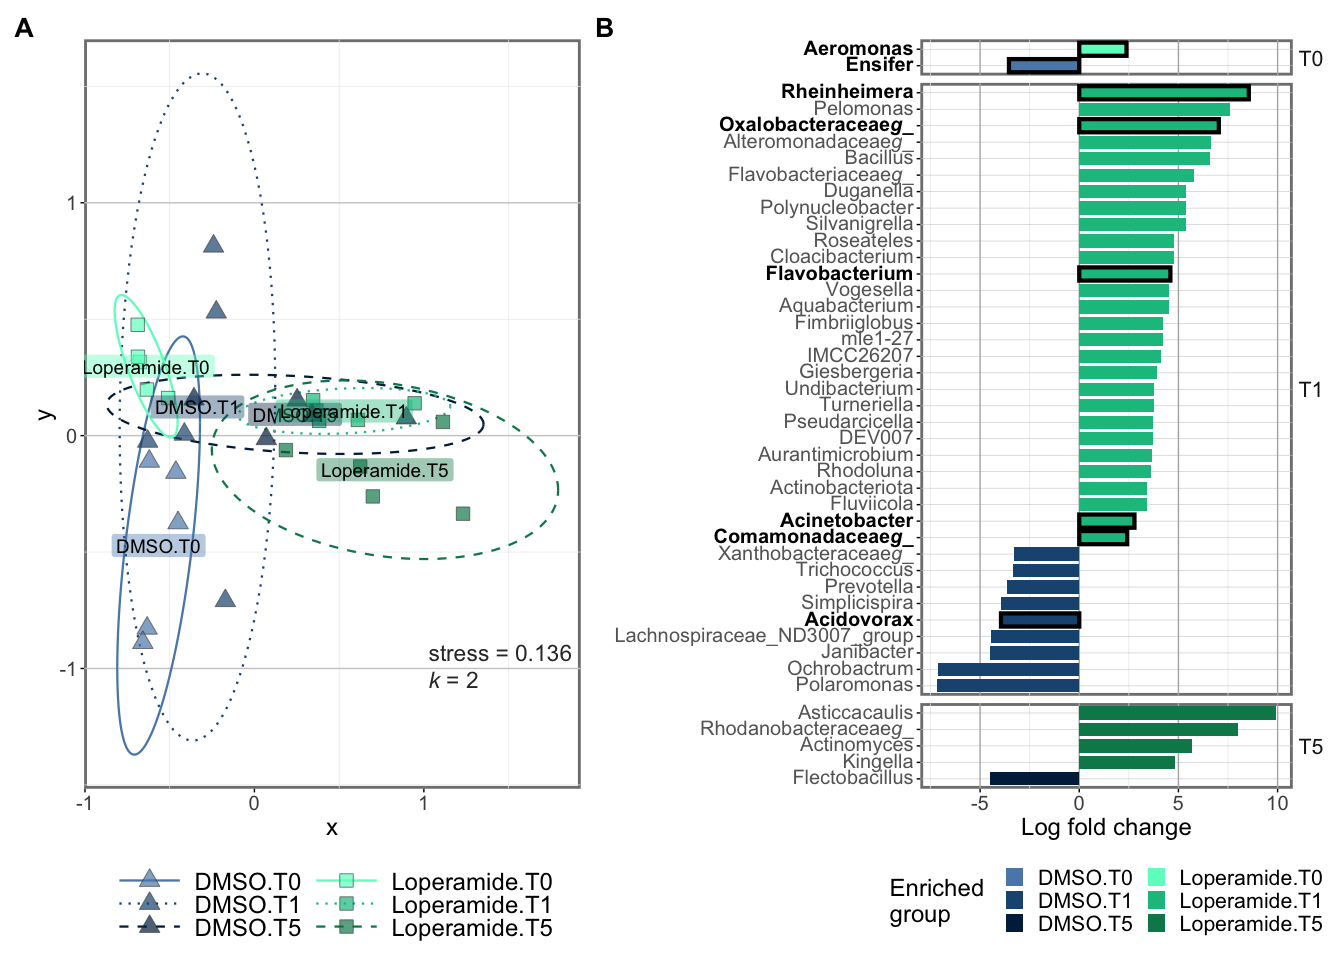 A
1
0
-1
y
-1
0
1
x
Loperamide.T0
DMSO.T1
Loperamide.T1
Loperamide.T5
DMSO.T0
stress = 0.136
k = 2
DMSO.T0
DMSO.T1
DMSO.T5
Loperamide.T0
Loperamide.T1
Loperamide.T5
B
Aeromonas
Ensifer
T0
Rheinheimera
Pelomonas
Oxalobacteraceaeg_
Alteromonadaceaeg_
Bacillus
Flavobacteriaceaeg_
Duganella
Polynucleobacter
Silvanigrella
Roseateles
Cloacibacterium
Flavobacterium
Vogesella
Aquabacterium
Fimbriiglobus
mle1-27
IMCC26207
Giesbergeria
Undibacterium
Turneriella
Pseudarcicella
DEV007
Aurantimicrobium
Rhodoluna
Actinobacteriota
Fluviicola
Acinetobacter
Comamonadaceaeg_
Xanthobacteraceaeg_
Trichococcus
Prevotella
Simplicispira
Acidovorax
Lachnospiraceae_ND3007_group
Janibacter
Ochrobactrum
Polaromonas
T1
Asticcacaulis
Rhodanobacteraceaeg_
Actinomyces
Kingella
Flectobacillus
T5
-5
0
5
10
Log fold change
Enriched
group
DMSO.T0
DMSO.T1
DMSO.T5
Loperamide.T0
Loperamide.T1
Loperamide.T5